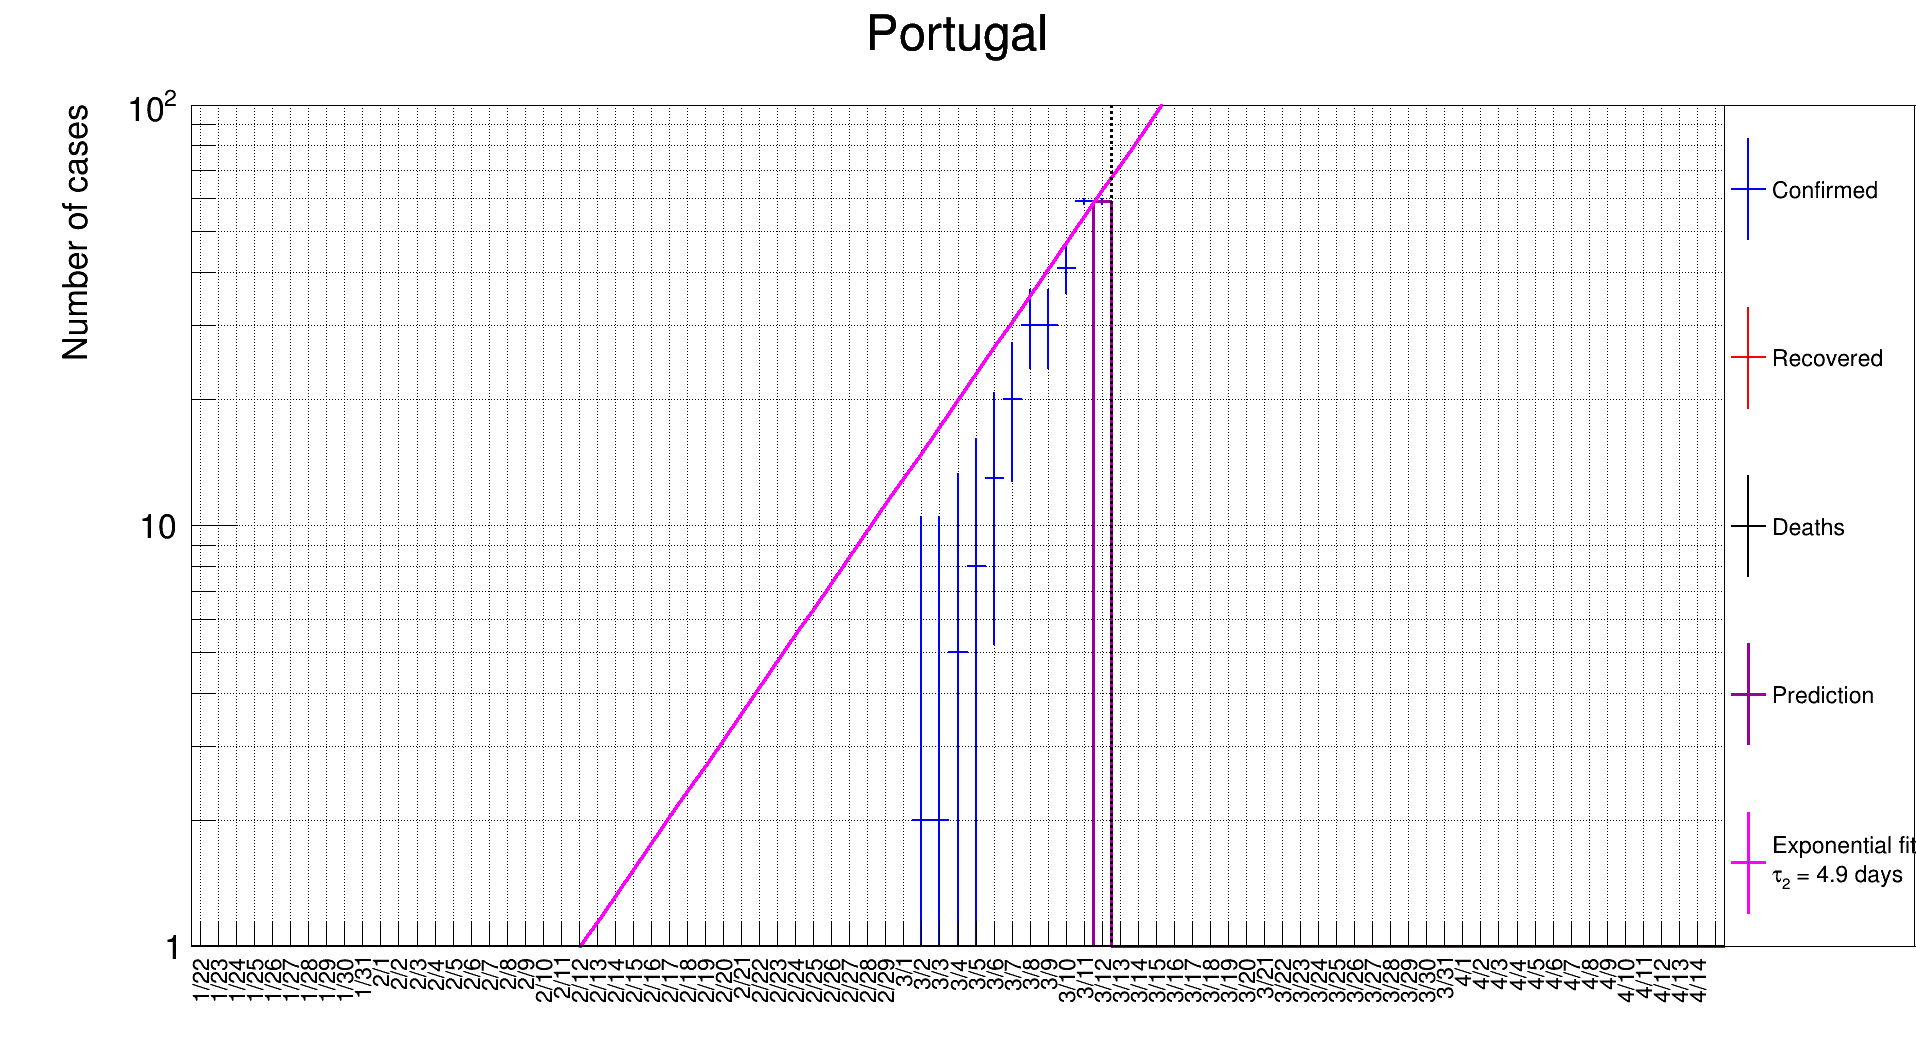 Portugal
Number of cases
10²
10
1
1/22 1/23 1/24 1/25 1/26 1/27 1/28 1/29 1/30 1/31 2/1 2/2 2/3 2/4 2/5 2/6 2/7 2/8 2/9 2/10 2/11 2/12 2/13 2/14 2/15 2/16 2/17 2/18 2/19 2/20 2/21 2/22 2/23 2/24 2/25 2/26 2/27 2/28 2/29 3/1 3/2 3/3 3/4 3/5 3/6 3/7 3/8 3/9 3/10 3/11 3/12 3/13 3/14 3/15 3/16 3/17 3/18 3/19 3/20 3/21 3/22 3/23 3/24 3/25 3/26 3/27 3/28 3/29 3/30 3/31 4/1 4/2 4/3 4/4 4/5 4/6 4/7 4/8 4/9 4/10 4/11 4/12 4/13 4/14
Confirmed
Recovered
Deaths
Prediction
Exponential fit
τ₂ = 4.9 days